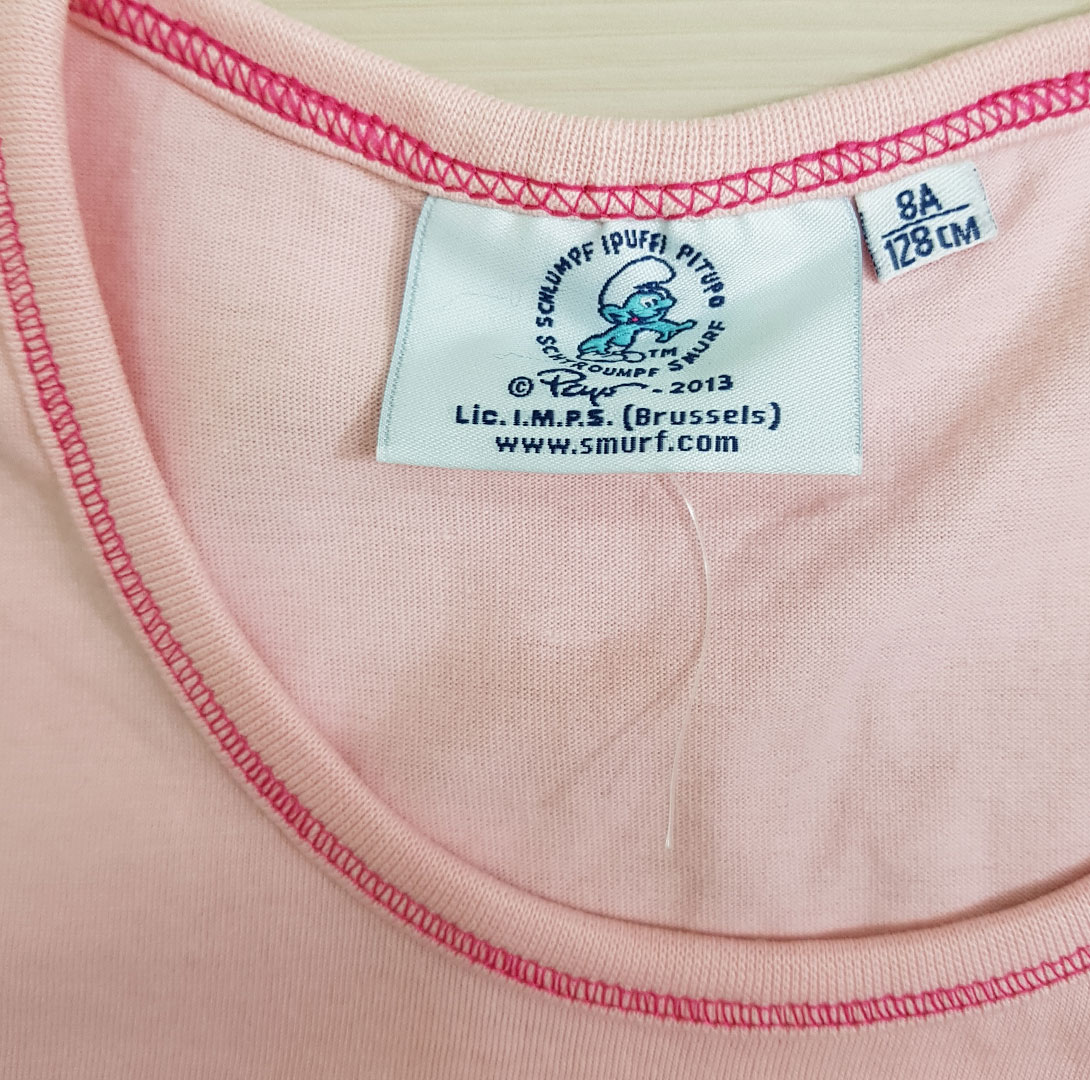 SCHLUMPF (PUFF) PITUFO
SCHTROUMPF SMURF
TM
© Peyo - 2013
Lic. I.M.P.S. (Brussels)
www.smurf.com
8A
128 CM